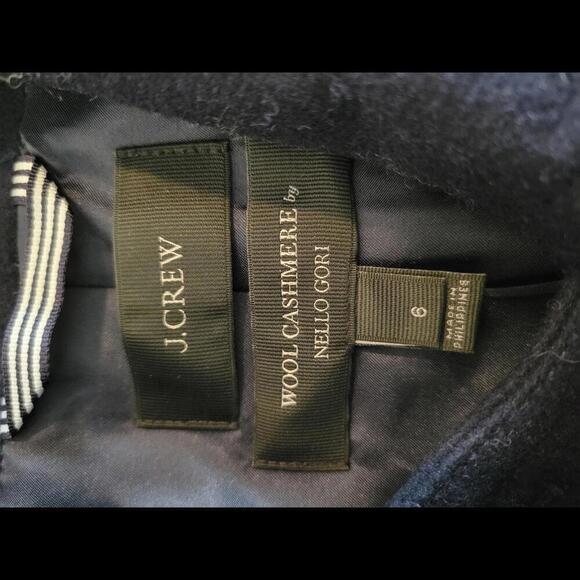 J.CREW
WOOL CASHMERE by
NELLO GORI
6
MADE IN
PHILIPPINES